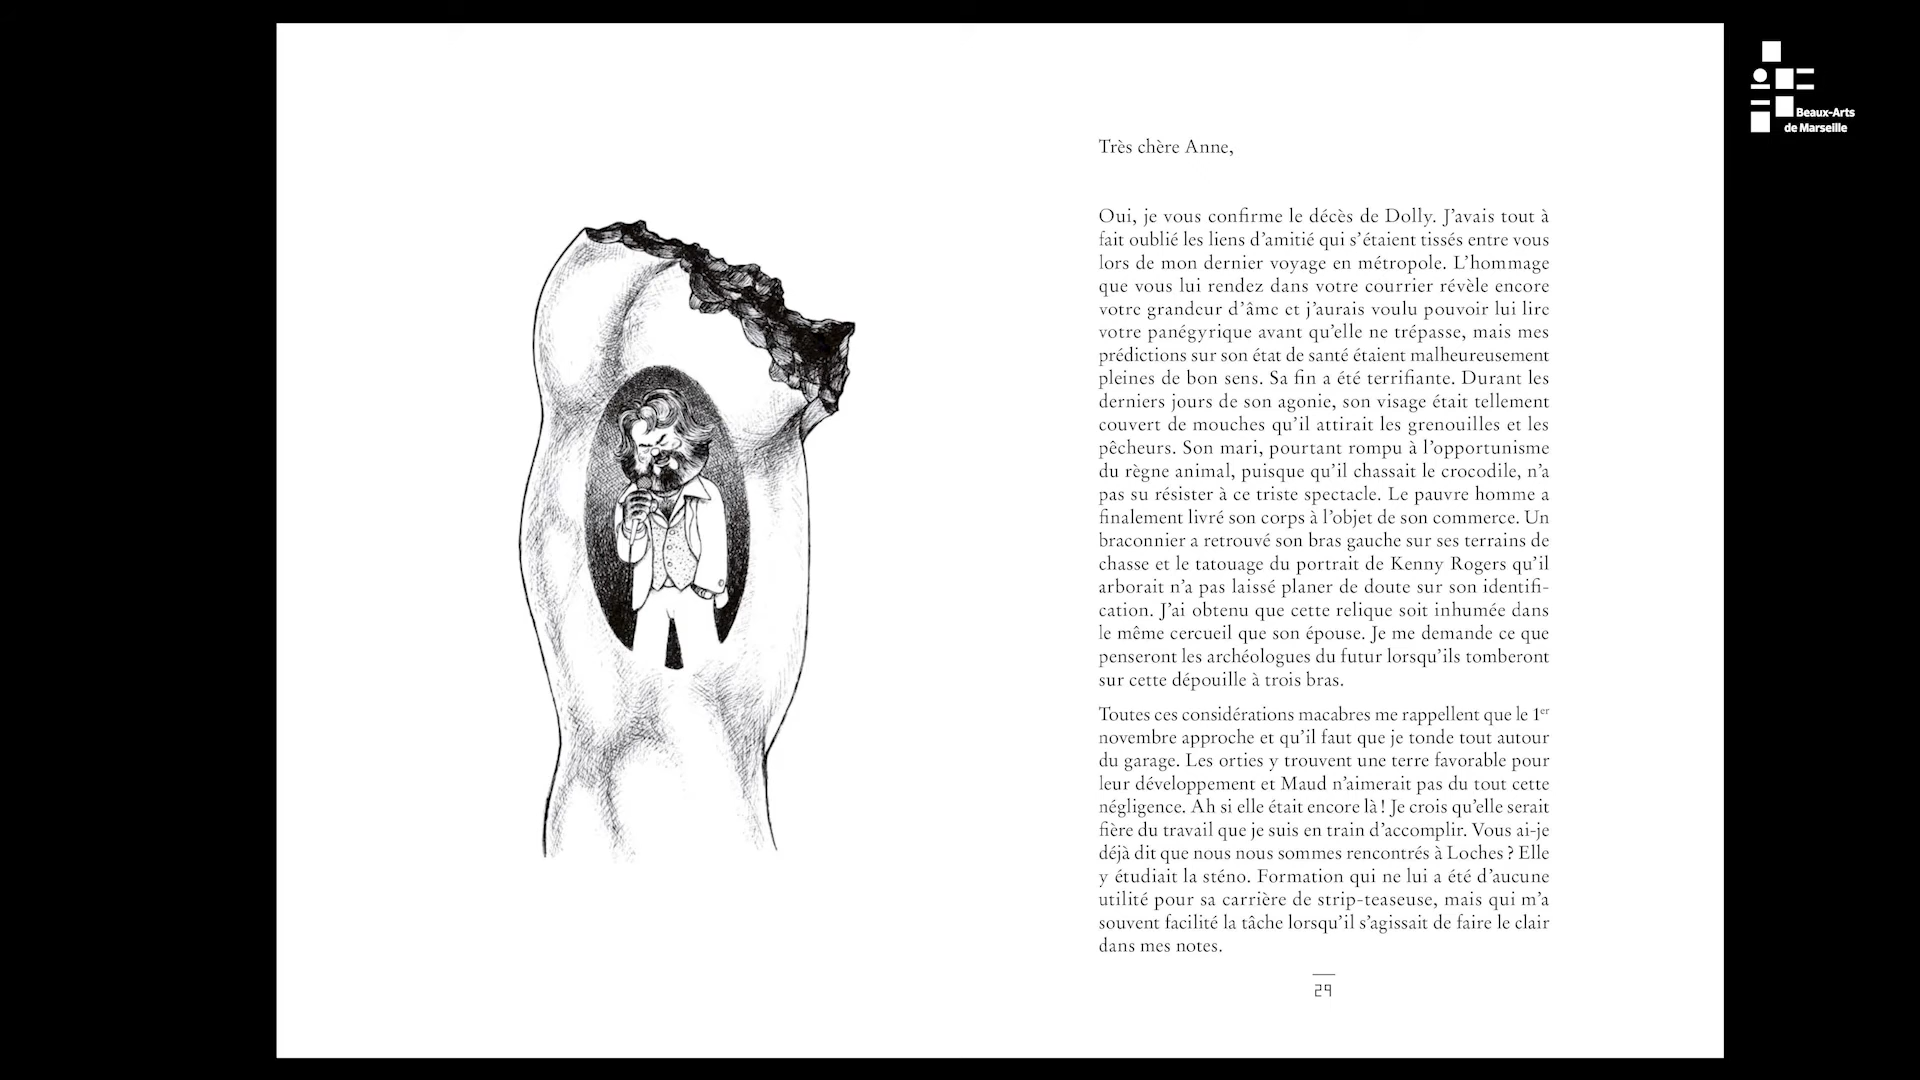 Beaux-Arts
de Marseille
Très chère Anne,
Oui, je vous confirme le décès de Dolly. J’avais tout à
fait oublié les liens d’amitié qui s’étaient tissés entre vous
lors de mon dernier voyage en métropole. L’hommage
que vous lui rendez dans votre courrier révèle encore
votre grandeur d’âme et j’aurais voulu pouvoir lui lire
votre panégyrique avant qu’elle ne trépasse, mais mes
prédictions sur son état de santé étaient malheureusement
pleines de bon sens. Sa fin a été terrifiante. Durant les
derniers jours de son agonie, son visage était tellement
couvert de mouches qu’il attirait les grenouilles et les
pêcheurs. Son mari, pourtant rompu à l’opportunisme
du règne animal, puisque qu’il chassait le crocodile, n’a
pas su résister à ce triste spectacle. Le pauvre homme a
finalement livré son corps à l’objet de son commerce. Un
braconnier a retrouvé son bras gauche sur ses terrains de
chasse et le tatouage du portrait de Kenny Rogers qu’il
arborait n’a pas laissé planer de doute sur son identifi-
cation. J’ai obtenu que cette relique soit inhumée dans
le même cercueil que son épouse. Je me demande ce que
penseront les archéologues du futur lorsqu’ils tomberont
sur cette dépouille à trois bras.
Toutes ces considérations macabres me rappellent que le 1er
novembre approche et qu’il faut que je tonde tout autour
du garage. Les orties y trouvent une terre favorable pour
leur développement et Maud n’aimerait pas du tout cette
négligence. Ah si elle était encore là ! Je crois qu’elle serait
fière du travail que je suis en train d’accomplir. Vous ai-je
déjà dit que nous nous sommes rencontrés à Loches ? Elle
y étudiait la sténo. Formation qui ne lui a été d’aucune
utilité pour sa carrière de strip-teaseuse, mais qui m’a
souvent facilité la tâche lorsqu’il s’agissait de faire le clair
dans mes notes.
29